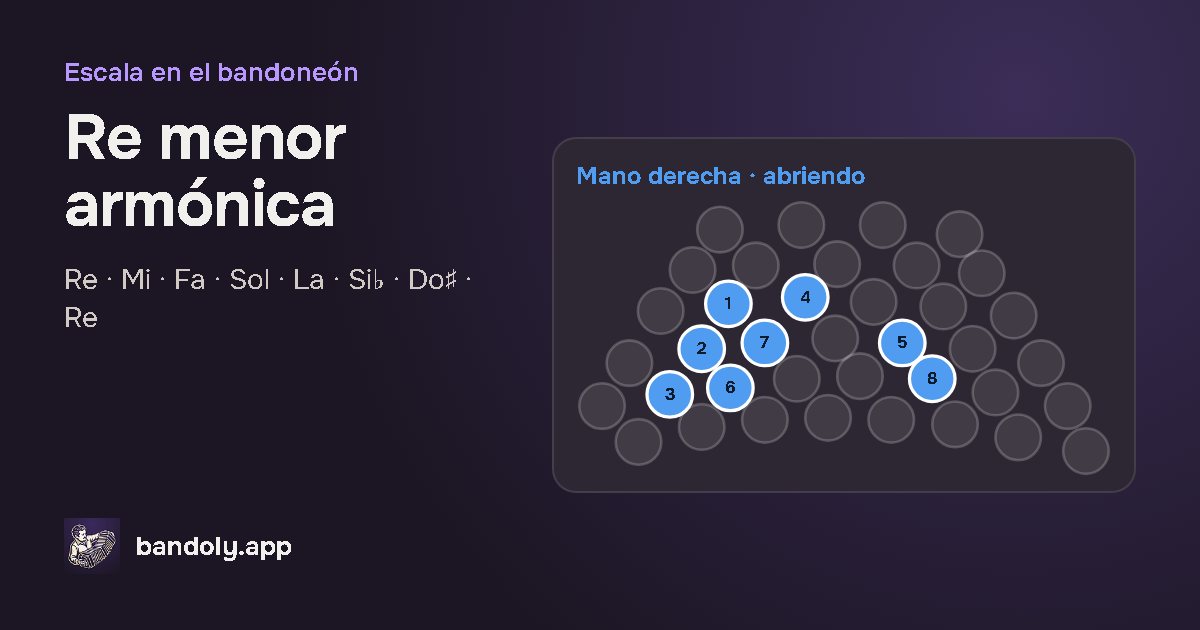 Escala en el bandoneón
Re menor
armónica
Re · Mi · Fa · Sol · La · Si♭ · Do♯ ·
Re
Mano derecha · abriendo
1
4
2
7
5
3
6
8
bandoly.app